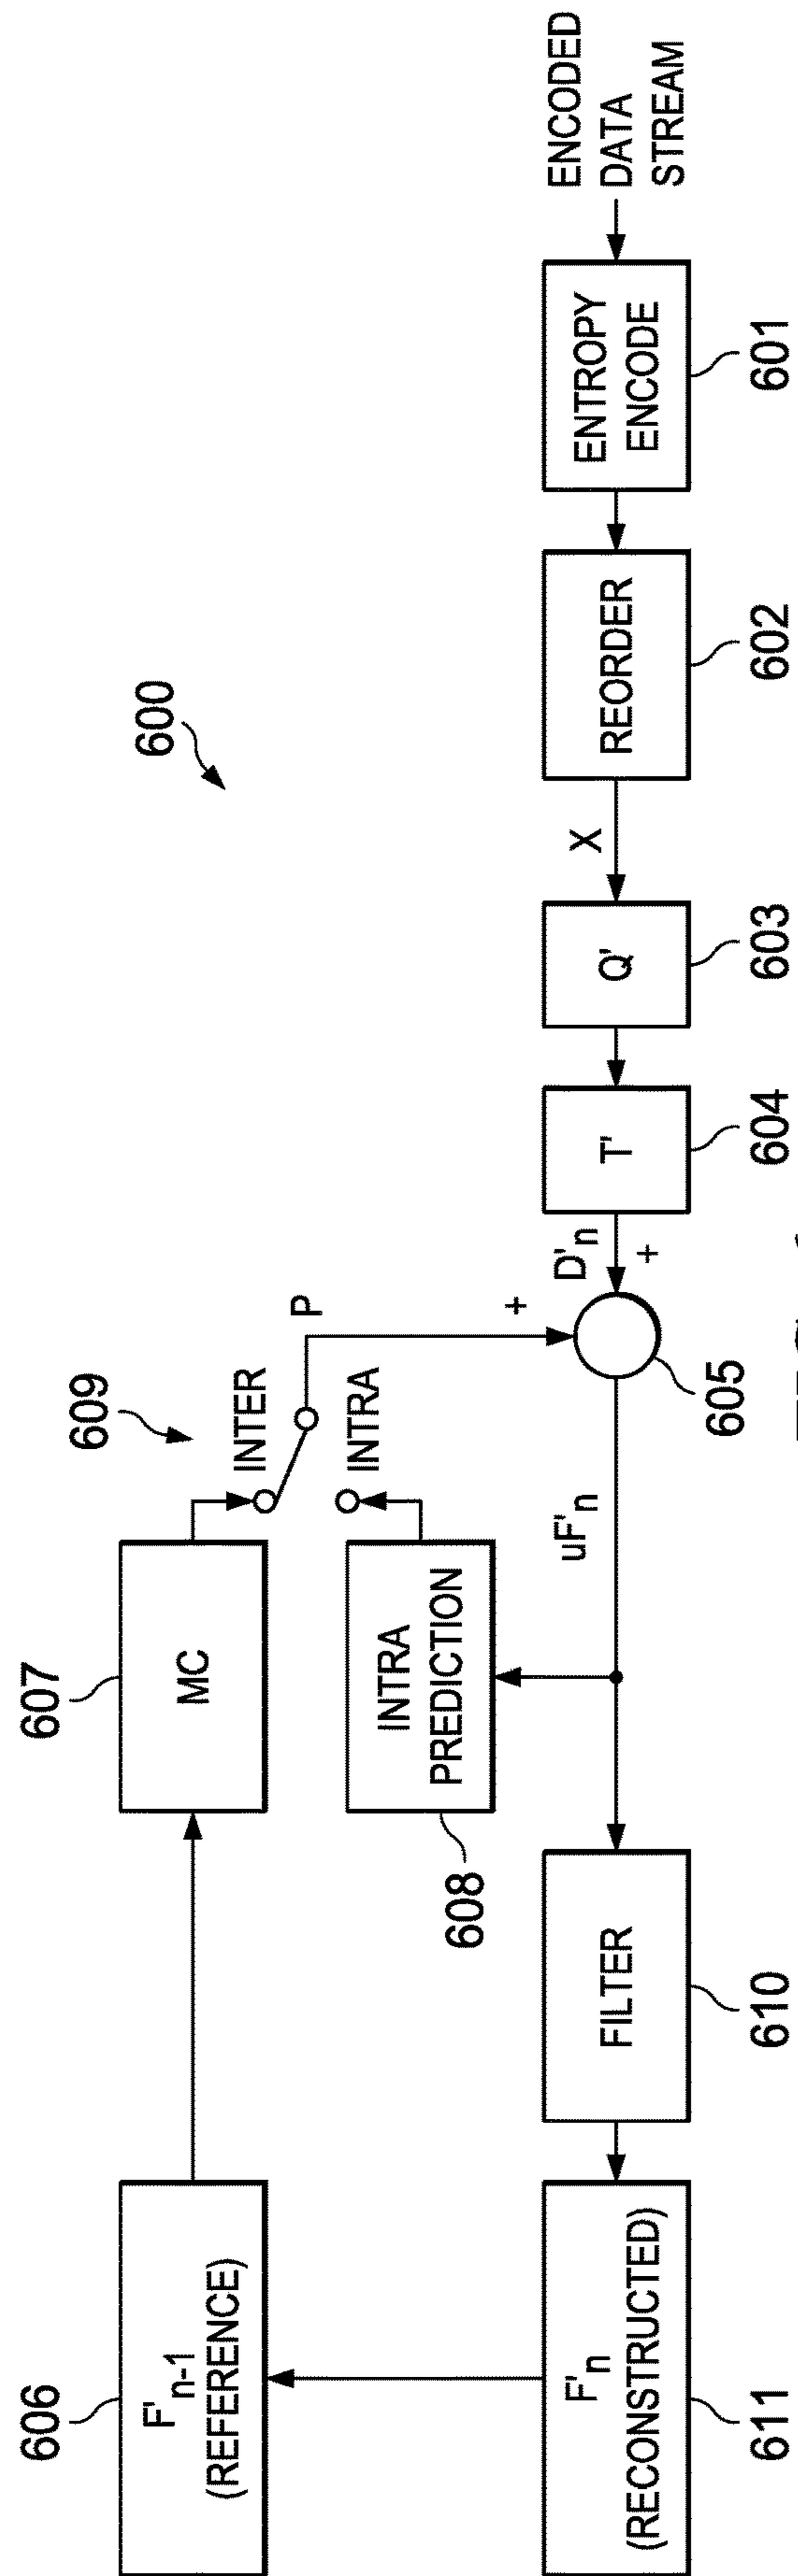 606
F'n-1
(REFERENCE)
607
MC
609
INTER
P
INTRA
600
608
INTRA
PREDICTION
+
F'n
(RECONSTRUCTED)
611
FILTER
610
uF'n
605
D'n
+
T'
604
Q'
603
X
REORDER
602
ENTROPY
ENCODE
601
ENCODED
DATA
STREAM